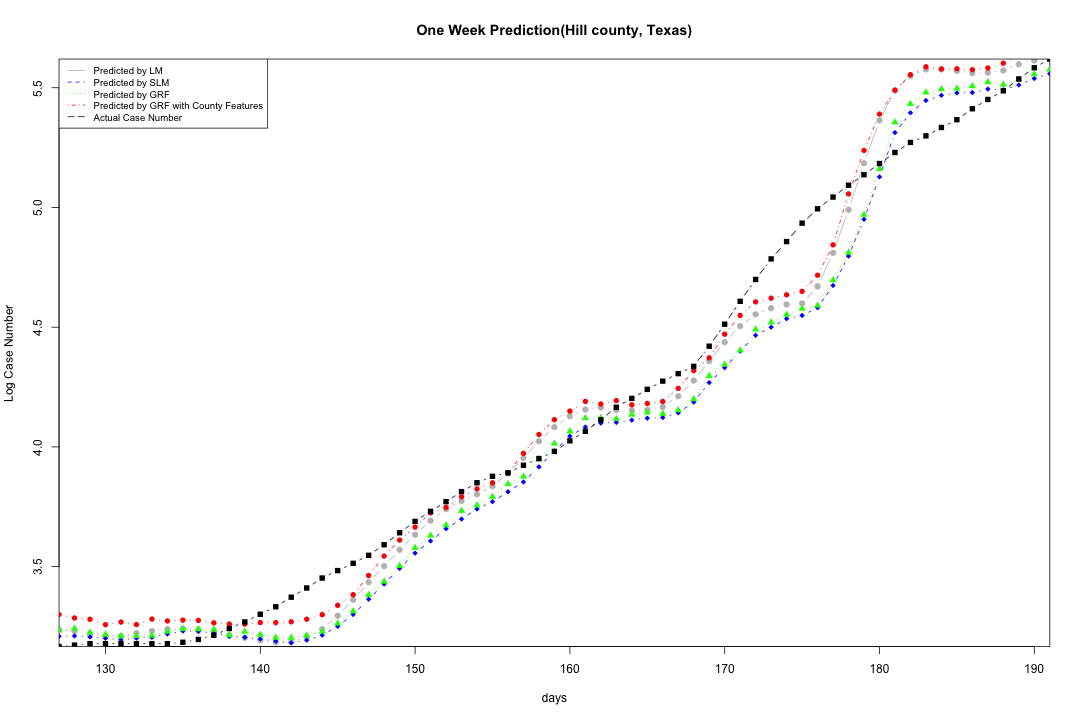 One Week Prediction(Hill county, Texas)
Predicted by LM
Predicted by SLM
Predicted by GRF
Predicted by GRF with County Features
Actual Case Number
5.5
5.0
4.5
4.0
3.5
Log Case Number
130 140 150 160 170 180 190
days